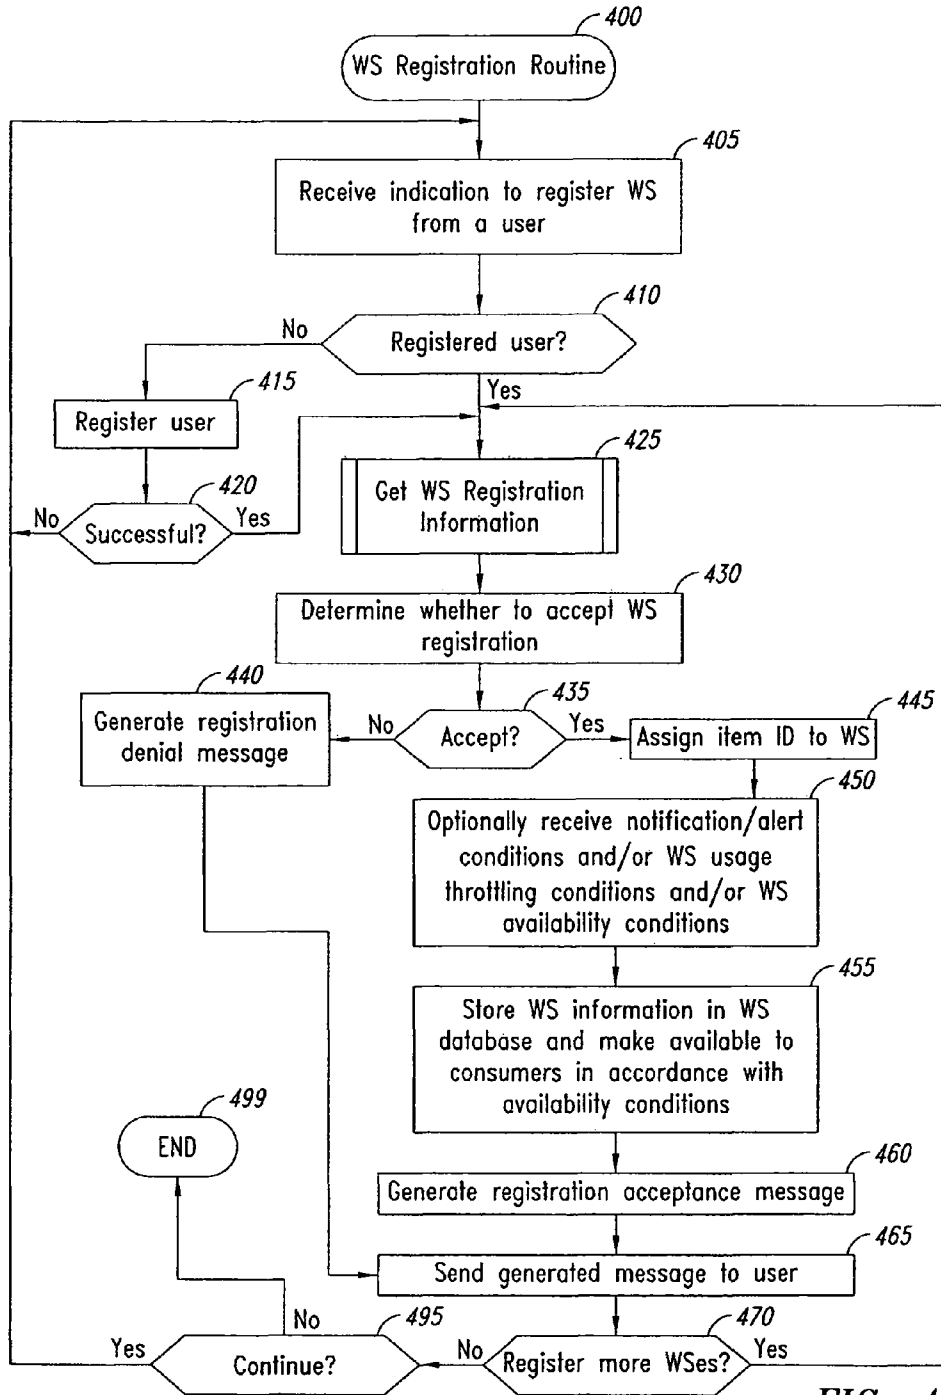 400
WS Registration Routine
405
Receive indication to register WS
from a user
410
No
Registered user?
Yes
415
Register user
425
Get WS Registration
Information
420
No
Successful?
Yes
430
Determine whether to accept WS
registration
440
Generate registration
denial message
435
No
Accept?
Yes
445
Assign item ID to WS
450
Optionally receive notification/alert
conditions and/or WS usage
throttling conditions and/or WS
availability conditions
455
Store WS information in WS
database and make available to
consumers in accordance with
availability conditions
499
END
460
Generate registration acceptance message
465
Send generated message to user
No
495
Yes
Continue?
470
No
Register more WSes?
Yes